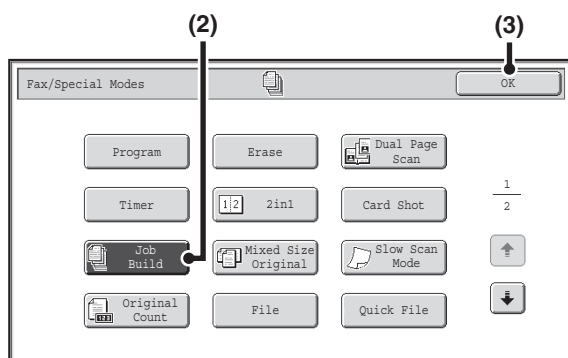 (2) (3)
Fax/Special Modes OK
Program Erase Dual Page
Scan
Timer 1 2 2in1 Card Shot 1
2
Job
Build Mixed Size
Original Slow Scan
Mode
Original
Count File Quick File
123